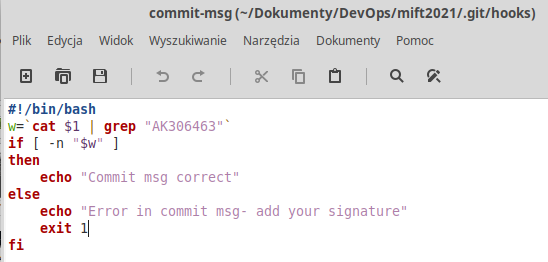 commit-msg (~/Dokumenty/DevOps/mift2021/.git/hooks)
Plik Edycja Widok Wyszukiwanie Narzędzia Dokumenty Pomoc
#!/bin/bash
w=`cat $1 | grep "AK306463"`
if [ -n "$w" ]
then
    echo "Commit msg correct"
else
    echo "Error in commit msg- add your signature"
    exit 1
fi